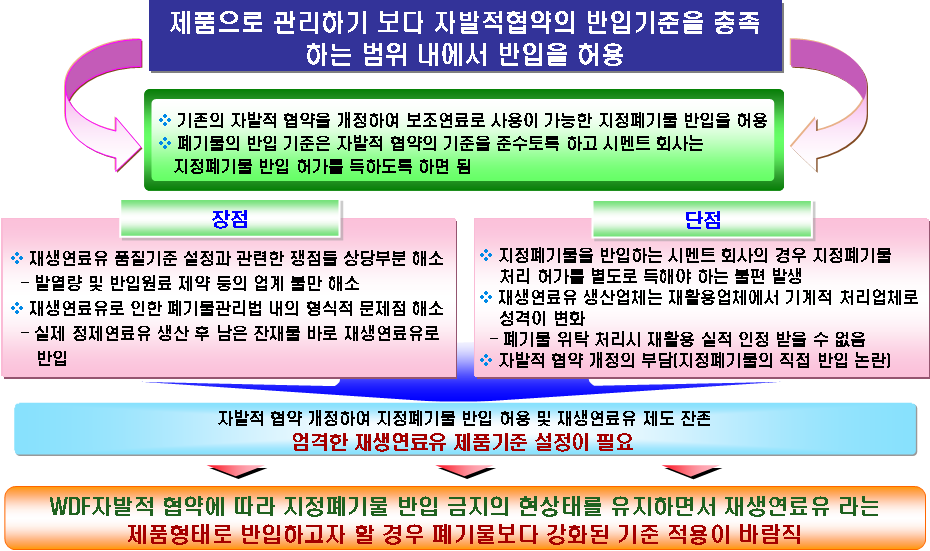 제품으로 관리하기 보다 자발적협약의 반입기준을 충족
하는 범위 내에서 반입을 허용
❖ 기존의 자발적 협약을 개정하여 보조연료로 사용이 가능한 지정폐기물 반입을 허용
❖ 폐기물의 반입 기준은 자발적 협약의 기준을 준수토록 하고 시멘트 회사는
지정폐기물 반입 허가를 득하도록 하면 됨
장점
❖ 재생연료유 품질기준 설정과 관련한 쟁점들 상당부분 해소
– 발열량 및 반입원료 제약 등의 업게 불만 해소
❖ 재생연료유로 인한 폐기물관리법 내의 형식적 문제점 해소
– 실제 정제연료유 생산 후 남은 잔재물 바로 재생연료유로
반입
단점
❖ 지정폐기물을 반입하는 시멘트 회사의 경우 지정폐기물
처리 허가를 별도로 득해야 하는 불편 발생
❖ 재생연료유 생산업체는 재활용업체에서 기계적 처리업체로
성격이 변화
– 폐기물 위탁 처리시 재활용 실적 인정 받을 수 없음
❖ 자발적 협약 개정의 부담(지정폐기물의 직접 반입 논란)
자발적 협약 개정하여 지정폐기물 반입 허용 및 재생연료유 제도 잔존
엄격한 재생연료유 제품기준 설정이 필요
WDF자발적 협약에 따라 지정폐기물 반입 금지의 현상태를 유지하면서 재생연료유 라는
제품형태로 반입하고자 할 경우 폐기물보다 강화된 기준 적용이 바람직